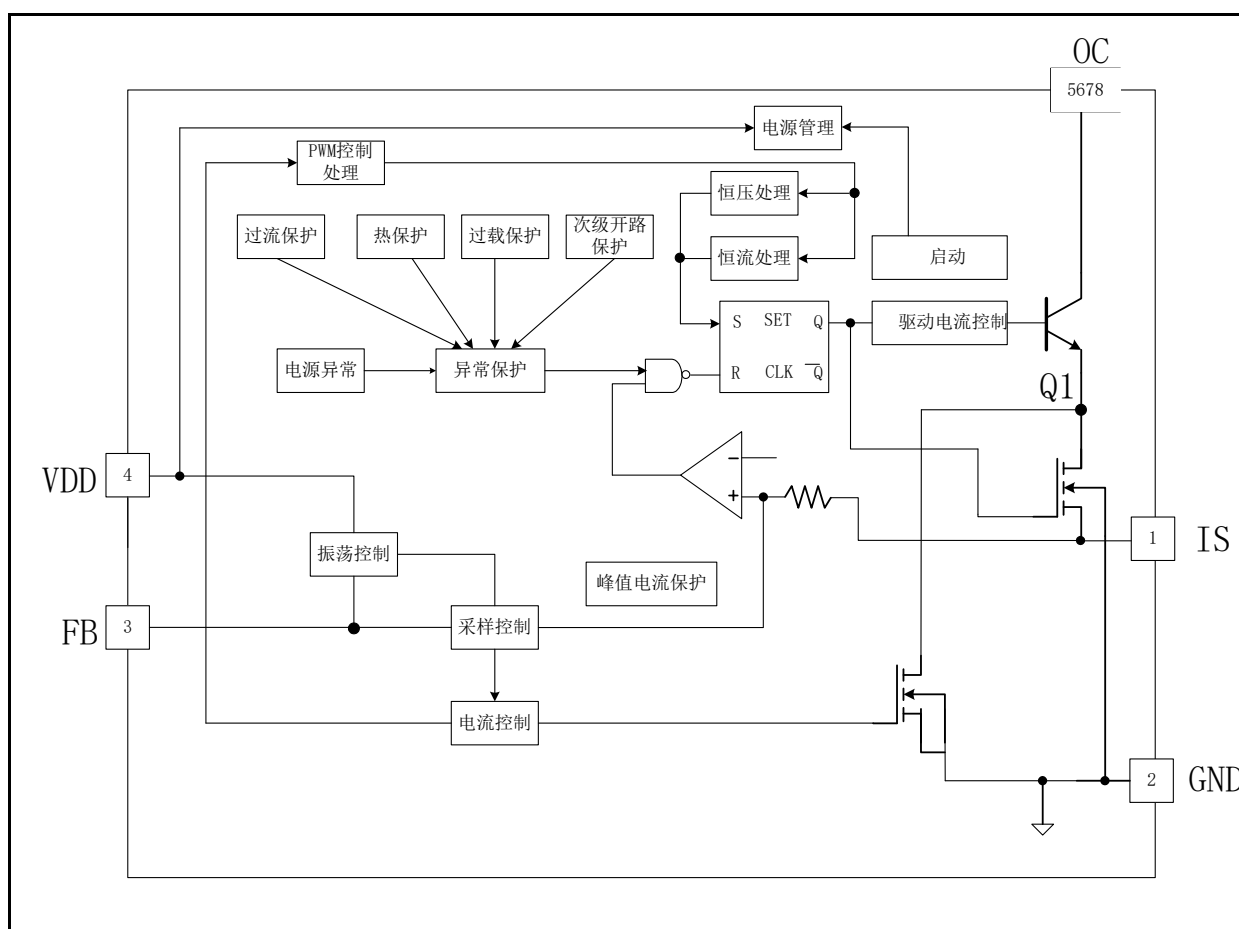 OC
5678
电源管理
PWM控制
处理
恒压处理
过流保护
热保护
过载保护
次级开路
保护
恒流处理
启动
S SET Q
驱动电流控制
电源异常
异常保护
R CLK Q
Q1
VDD
4
-
+
1
IS
振荡控制
峰值电流保护
FB
3
采样控制
电流控制
2
GND